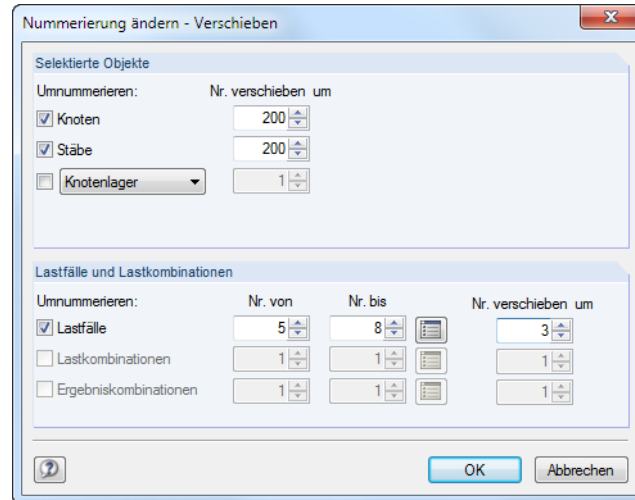 Nummerierung ändern - Verschieben
Selektierte Objekte
Umnummerieren: Nr. verschieben um
Knoten 200
Stäbe 200
Knotenlager 1
Lastfälle und Lastkombinationen
Umnummerieren: Nr. von Nr. bis Nr. verschieben um
Lastfälle 5 8 3
Lastkombinationen 1 1 1
Ergebniskombinationen 1 1 1
OK Abbrechen